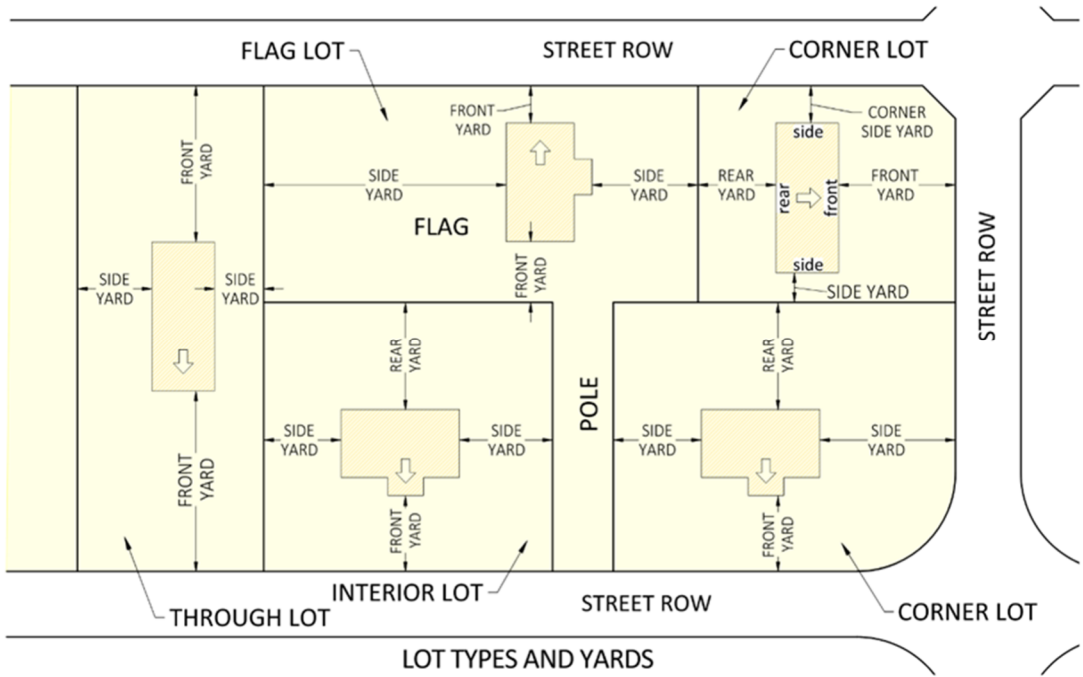 FLAG LOT
STREET ROW
CORNER LOT
FRONT
YARD
CORNER
SIDE YARD
side
FRONT
YARD
SIDE
YARD
SIDE
YARD
REAR
YARD
rear
front
FRONT
YARD
FLAG
STREET ROW
side
SIDE
YARD
SIDE
YARD
FRONT
YARD
SIDE YARD
REAR
YARD
REAR
YARD
POLE
SIDE
YARD
SIDE
YARD
SIDE
YARD
SIDE
YARD
FRONT
YARD
FRONT
YARD
FRONT
YARD
INTERIOR LOT
STREET ROW
CORNER LOT
THROUGH LOT
LOT TYPES AND YARDS